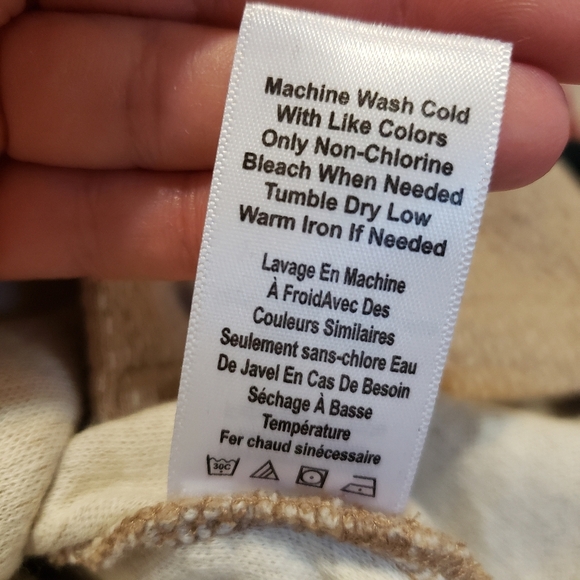 Machine Wash Cold
With Like Colors
Only Non-Chlorine
Bleach When Needed
Tumble Dry Low
Warm Iron If Needed
Lavage En Machine
À FroidAvec Des
Couleurs Similaires
Seulement sans-chlore Eau
De Javel En Cas De Besoin
Séchage À Basse
Température
Fer chaud sinécessaire
30C